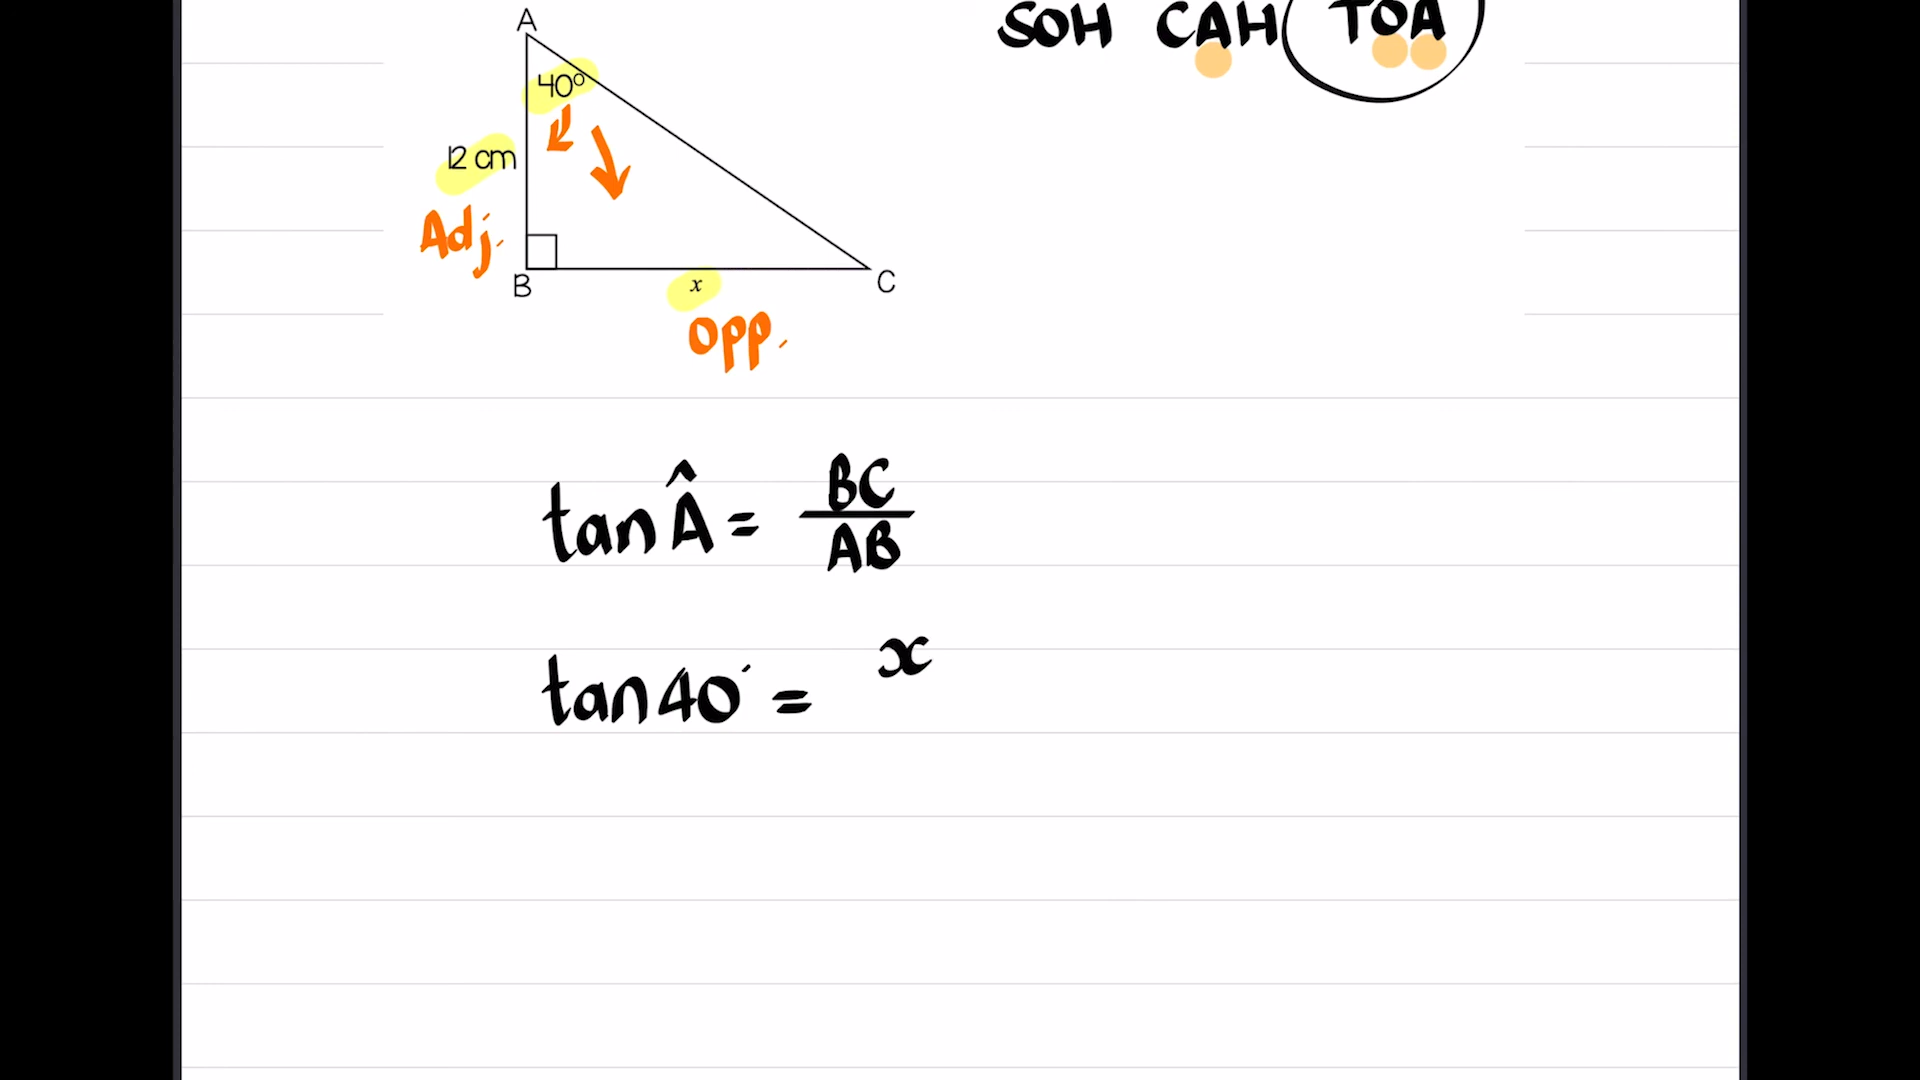 A
SOH CAH TOA
40°
12 cm
Adj.
B
x
C
Opp.
tan Â = BC/AB
tan 40° = x